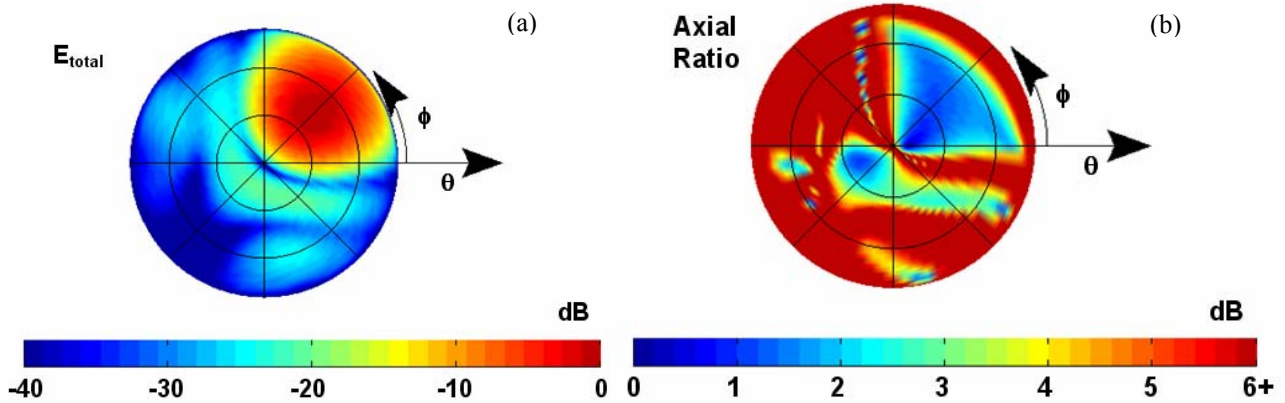 (a)
E_total
ϕ
θ
dB
-40 -30 -20 -10 0
(b)
Axial
Ratio
ϕ
θ
dB
0 1 2 3 4 5 6+